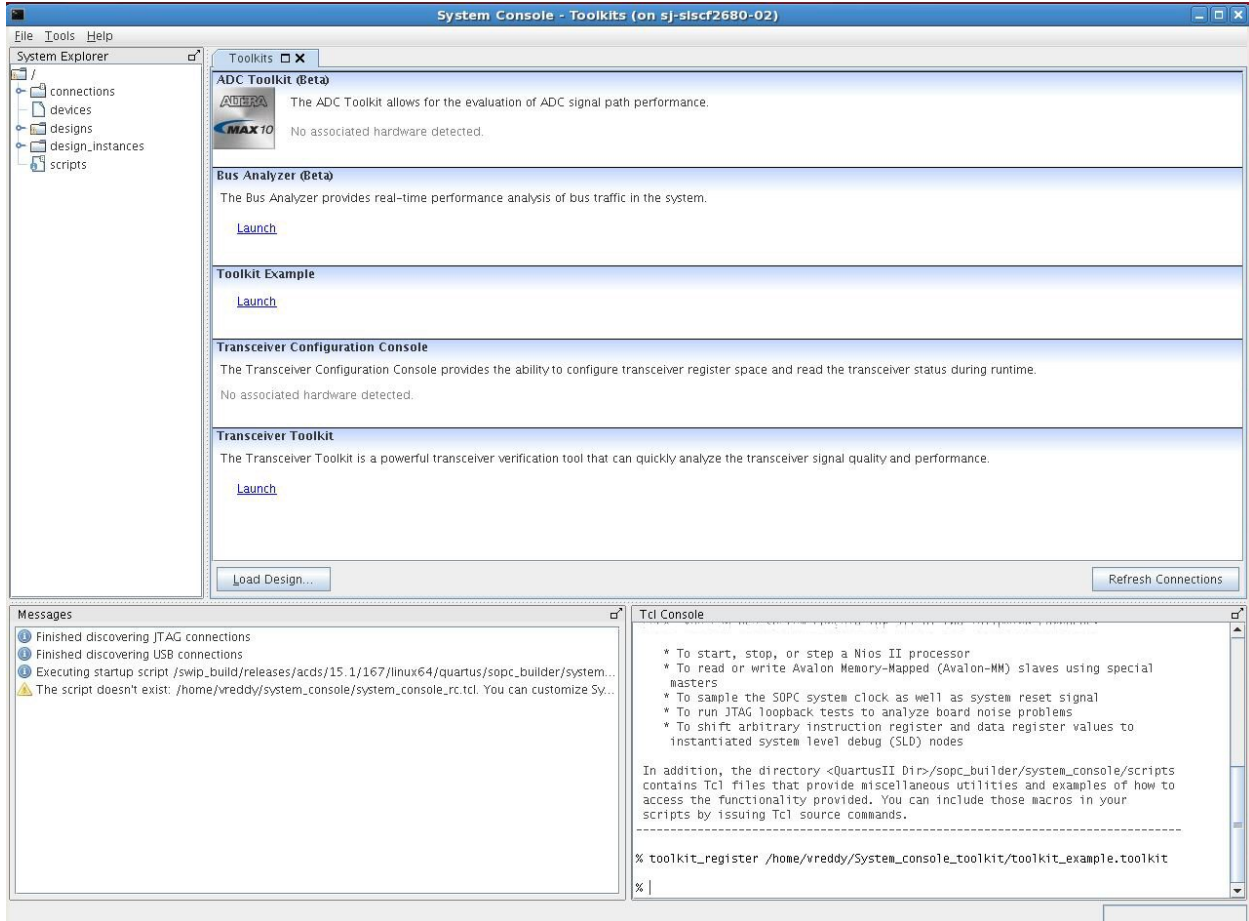 System Console - Toolkits (on sj-slscf2680-02)
File Tools Help
System Explorer
/
connections
devices
designs
design_instances
scripts
Toolkits
ADC Toolkit (Beta)
ALTERA
MAX 10
The ADC Toolkit allows for the evaluation of ADC signal path performance.
No associated hardware detected.
Bus Analyzer (Beta)
The Bus Analyzer provides real-time performance analysis of bus traffic in the system.
Launch
Toolkit Example
Launch
Transceiver Configuration Console
The Transceiver Configuration Console provides the ability to configure transceiver register space and read the transceiver status during runtime.
No associated hardware detected.
Transceiver Toolkit
The Transceiver Toolkit is a powerful transceiver verification tool that can quickly analyze the transceiver signal quality and performance.
Launch
Load Design...
Refresh Connections
Messages
Finished discovering JTAG connections
Finished discovering USB connections
Executing startup script /swip_build/releases/acds/15.1/167/linux64/quartus/sopc_builder/system...
The script doesn't exist: /home/vreddy/system_console/system_console_rc.tcl. You can customize Sy...
Tcl Console
* To start, stop, or step a Nios II processor
* To read or write Avalon Memory-Mapped (Avalon-MM) slaves using special
masters
* To sample the SOPC system clock as well as system reset signal
* To run JTAG loopback tests to analyze board noise problems
* To shift arbitrary instruction register and data register values to
instantiated system level debug (SLD) nodes
In addition, the directory <QuartusII Dir>/sopc_builder/system_console/scripts
contains Tcl files that provide miscellaneous utilities and examples of how to
access the functionality provided. You can include those macros in your
scripts by issuing Tcl source commands.
-----------------------------------------------------------------------------
% toolkit_register /home/vreddy/System_console_toolkit/toolkit_example.toolkit
%